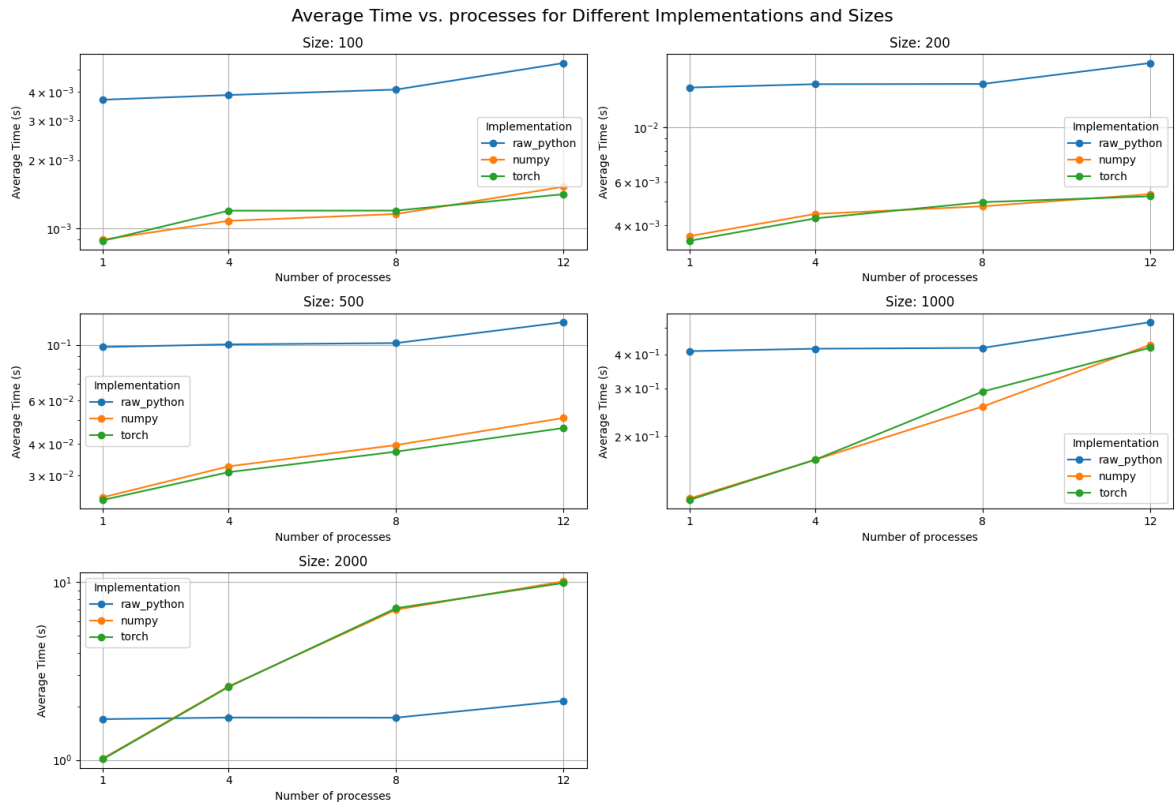 Average Time vs. processes for Different Implementations and Sizes
Size: 100
Average Time (s)
4 × 10⁻³
3 × 10⁻³
2 × 10⁻³
10⁻³
Implementation
raw_python
numpy
torch
1 4 8 12
Number of processes
Size: 200
Average Time (s)
10⁻²
6 × 10⁻³
4 × 10⁻³
Implementation
raw_python
numpy
torch
1 4 8 12
Number of processes
Size: 500
Average Time (s)
10⁻¹
6 × 10⁻²
4 × 10⁻²
3 × 10⁻²
Implementation
raw_python
numpy
torch
1 4 8 12
Number of processes
Size: 1000
Average Time (s)
4 × 10⁻¹
3 × 10⁻¹
2 × 10⁻¹
Implementation
raw_python
numpy
torch
1 4 8 12
Number of processes
Size: 2000
Average Time (s)
10¹
10⁰
Implementation
raw_python
numpy
torch
1 4 8 12
Number of processes